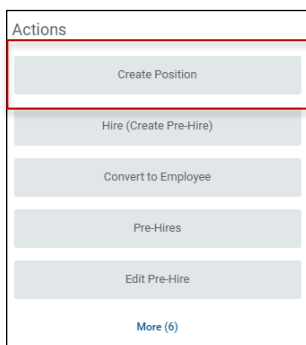 Actions
Create Position
Hire (Create Pre-Hire)
Convert to Employee
Pre-Hires
Edit Pre-Hire
More (6)